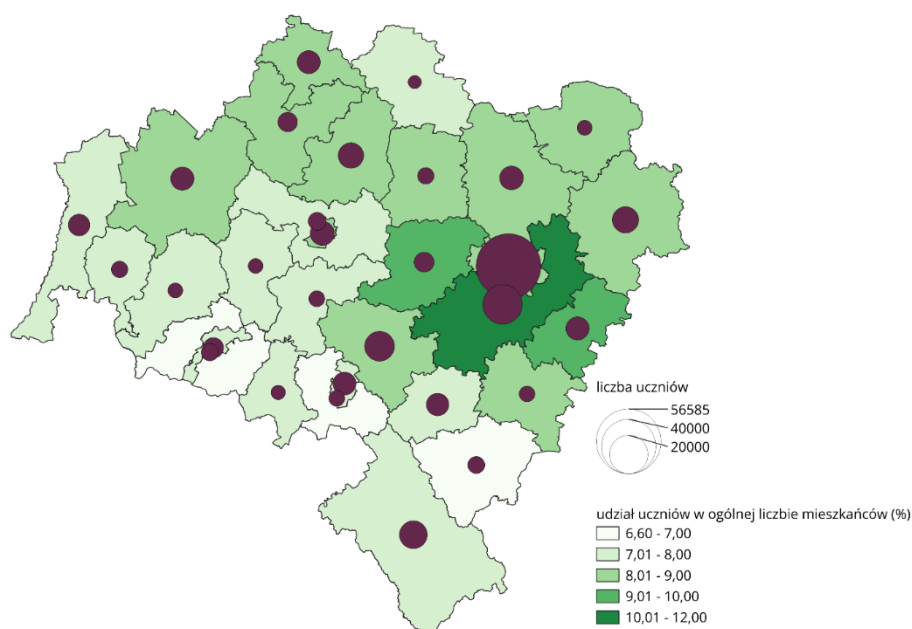 liczba uczniów
56585
40000
20000
udział uczniów w ogólnej liczbie mieszkańców (%)
6,60 - 7,00
7,01 - 8,00
8,01 - 9,00
9,01 - 10,00
10,01 - 12,00